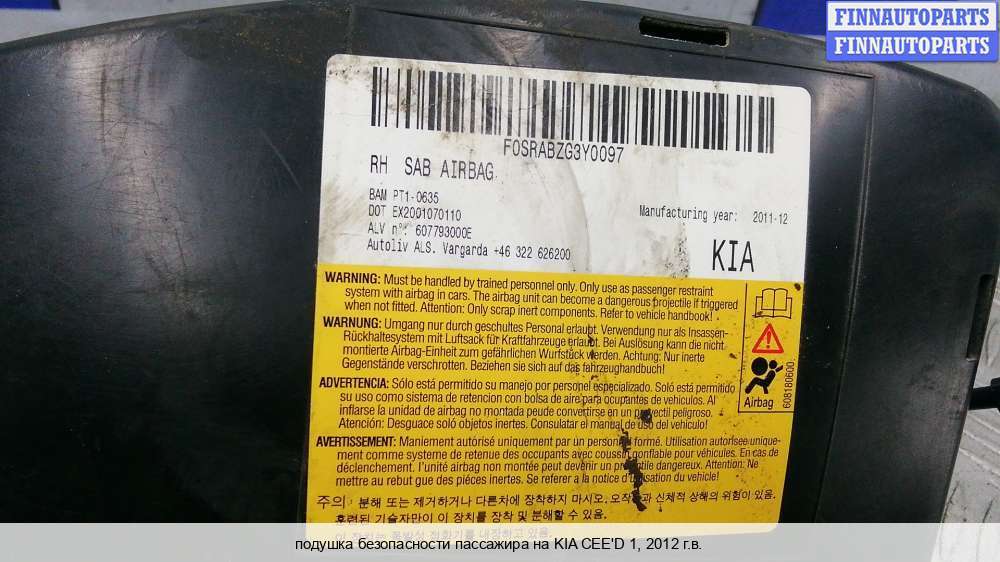 FINNAUTOPARTS
FINNAUTOPARTS
F0SRABZG3Y0097
RH SAB AIRBAG
BAM PT1-0635
DOT EX2001070110
ALV n°: 607793000E
Autoliv ALS. Vargarda +46 322 626200
Manufacturing year: 2011-12
KIA
WARNING: Must be handled by trained personnel only. Only use as passenger restraint
system with airbag in cars. The airbag unit can become a dangerous projectile if triggered
when not fitted. Attention: Only scrap inert components. Refer to vehicle handbook!
WARNUNG: Umgang nur durch geschultes Personal erlaubt. Verwendung nur als Insassen-
Rückhaltesystem mit Luftsack für Kraftfahrzeuge erlaubt. Bei Auslösung kann die nicht
montierte Airbag-Einheit zum gefährlichen Wurfstück werden. Achtung: Nur inerte
Gegenstände verschrotten. Beziehen sie sich auf das fahrzeughandbuch!
ADVERTENCIA: Sólo está permitido su manejo por personel especializado. Solo está permitido
su uso como sistema de retencion con bolsa de aire para ocupantes de vehículos. Al
inflarse la unidad de airbag no montada peude convertirse en un proyectil peligroso.
Atención: Desguace soló objetos inertes. Consulatar el manual de uso del vehículo!
AVERTISSEMENT: Maniement autórisé uniquement par un personnel formé. Utilisation autorisee unique-
ment comme systeme de retenue des occupants avec coussin gonflable pour véhicules. En cas de
déclenchement. l'unité airbag non montée peut devenir un projectile dangereux. Attention: Ne
mettre au rebut gue des piéces inertes. Se referer a la notice d'utilisation du vehicule!
주의: 분해 또는 제거하거나 다른차에 장착하지 마시오. 오작동과 신체적 상해의 위험이 있음.
훈련된 기술자만이 이 장치를 장착 및 분해할 수 있음.
Airbag
608180600.
подушка безопасности пассажира на KIA CEE'D 1, 2012 г.в.